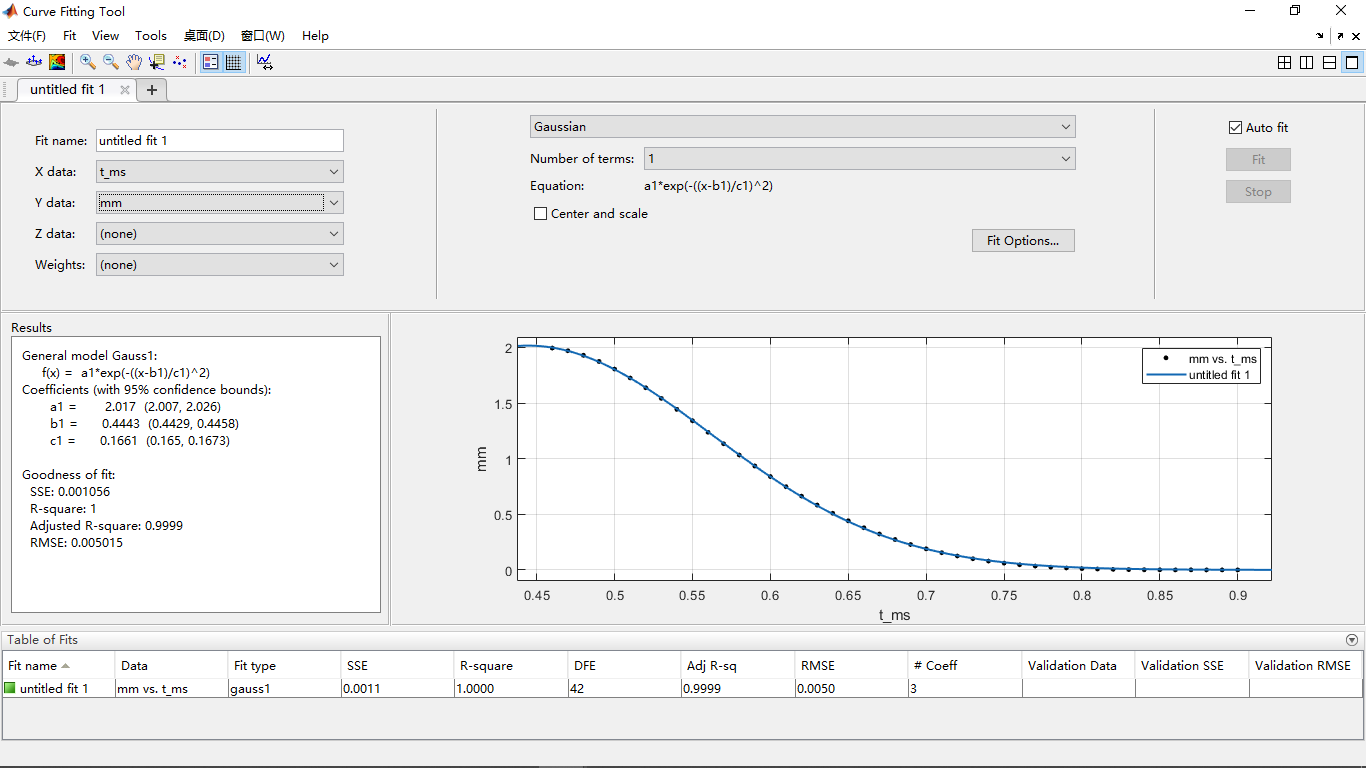 Curve Fitting Tool
文件(F) Fit View Tools 桌面(D) 窗口(W) Help
untitled fit 1
Fit name: untitled fit 1
X data: t_ms
Y data: mm
Z data: (none)
Weights: (none)
Gaussian
Number of terms: 1
Equation: a1*exp(-((x-b1)/c1)^2)
Center and scale
Fit Options...
Auto fit
Fit
Stop
Results
General model Gauss1:
f(x) = a1*exp(-((x-b1)/c1)^2)
Coefficients (with 95% confidence bounds):
a1 = 2.017 (2.007, 2.026)
b1 = 0.4443 (0.4429, 0.4458)
c1 = 0.1661 (0.165, 0.1673)
Goodness of fit:
SSE: 0.001056
R-square: 1
Adjusted R-square: 0.9999
RMSE: 0.005015
mm vs. t_ms
untitled fit 1
2
1.5
1
0.5
0
mm
0.45 0.5 0.55 0.6 0.65 0.7 0.75 0.8 0.85 0.9
t_ms
Table of Fits
Fit name Data Fit type SSE R-square DFE Adj R-sq RMSE # Coeff Validation Data Validation SSE Validation RMSE
untitled fit 1 mm vs. t_ms gauss1 0.0011 1.0000 42 0.9999 0.0050 3